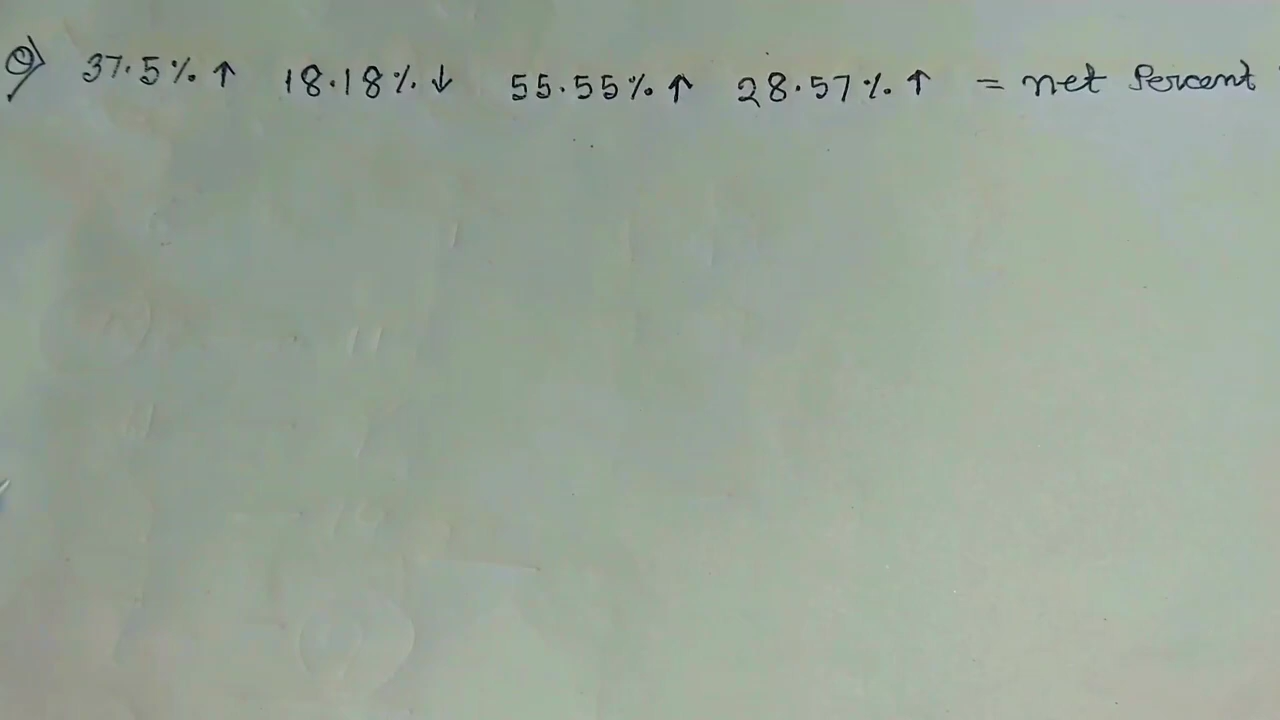 Q) 37.5% ↑ 18.18% ↓ 55.55% ↑ 28.57% ↑ = net Percent